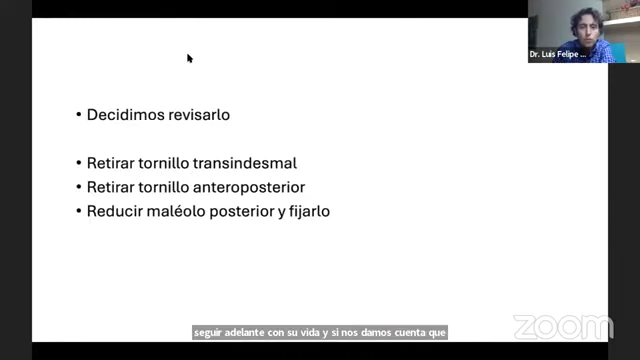 Dr. Luis Felipe ...
• Decidimos revisarlo
• Retirar tornillo transindesmal
• Retirar tornillo anteroposterior
• Reducir maléolo posterior y fijarlo
seguir adelante con su vida y si nos damos cuenta que
zoom